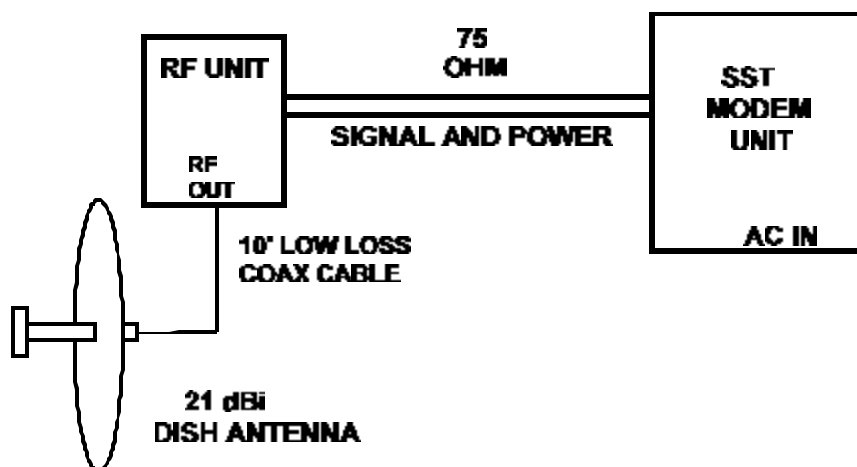 75
OHM
RF UNIT
SST
MODEM
UNIT
SIGNAL AND POWER
RF
OUT
AC IN
10' LOW LOSS
COAX CABLE
21 dBi
DISH ANTENNA